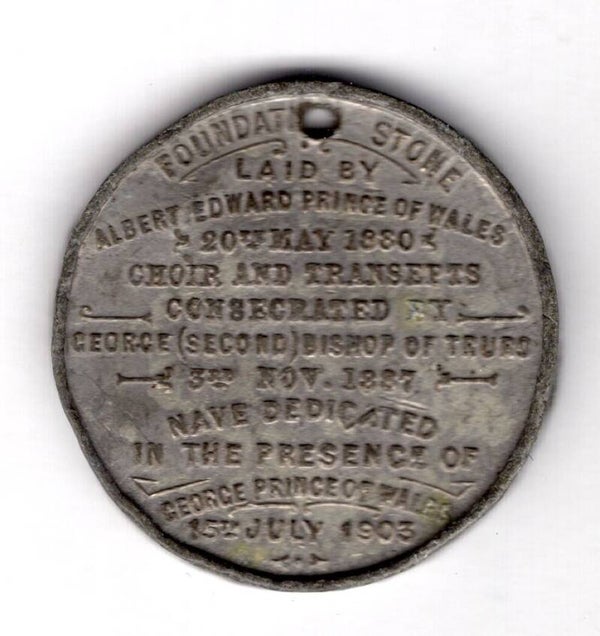 FOUNDATI STONE
LAID BY
ALBERT EDWARD PRINCE OF WALES
20TH MAY 1880
CHOIR AND TRANSEPTS
CONSECRATED BY
GEORGE (SECOND) BISHOP OF TRURO
3RD NOV. 1887
NAVE DEDICATED
IN THE PRESENCE OF
GEORGE PRINCE OF WALES
15TH JULY 1903